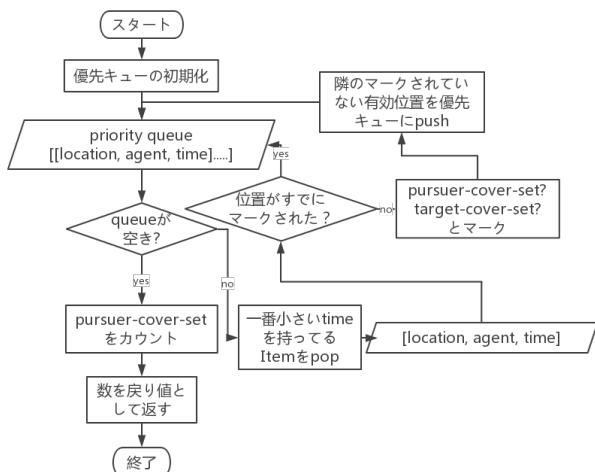 スタート
優先キューの初期化
隣のマークされてい
ない有効位置を優先
キューにpush
priority queue
[[location, agent, time].....]
yes
位置がすでに
マークされた？
no
pursuer-cover-set?
target-cover-set?
とマーク
queueが
空き?
yes
no
pursuer-cover-set
をカウント
一番小さいtime
を持ってる
Itemをpop
[location, agent, time]
数を戻り値と
して返す
終了